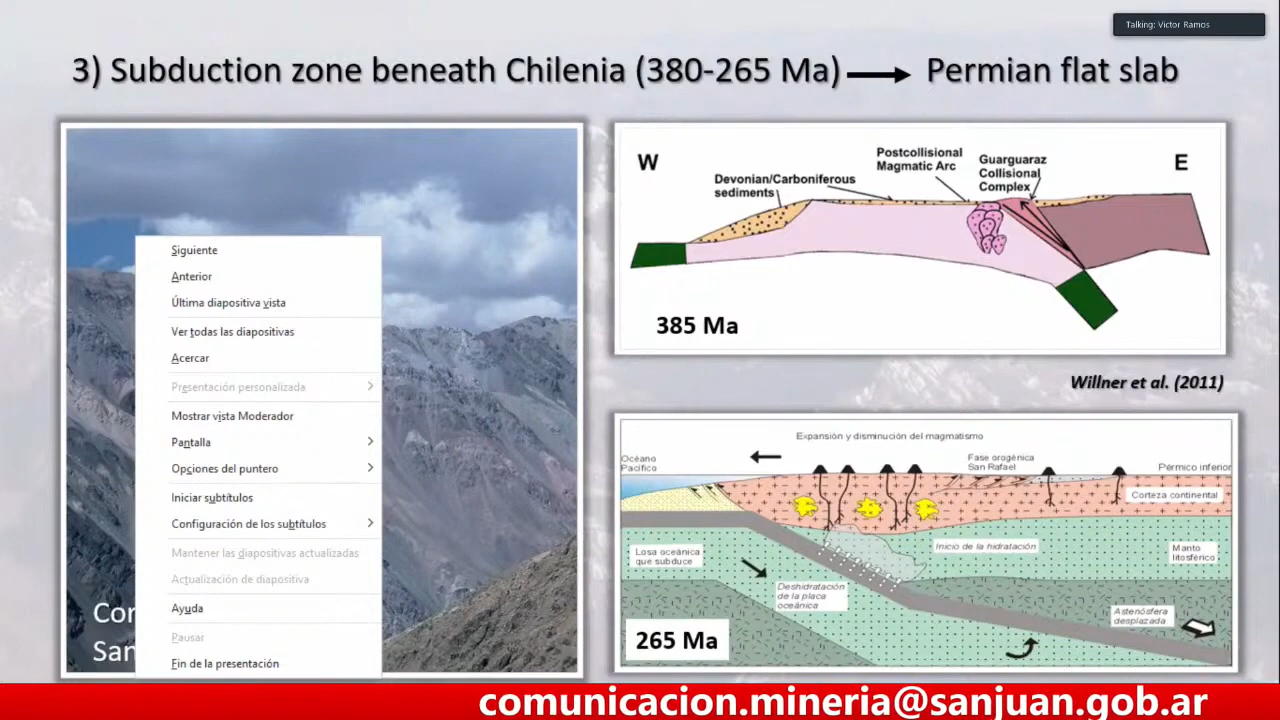 Talking: Victor Ramos
3) Subduction zone beneath Chilenia (380-265 Ma) Permian flat slab
Siguiente
Anterior
Última diapositiva vista
Ver todas las diapositivas
Acercar
Presentación personalizada
Mostrar vista Moderador
Pantalla
Opciones del puntero
Iniciar subtítulos
Configuración de los subtítulos
Mantener las diapositivas actualizadas
Actualización de diapositiva
Ayuda
Pausar
Fin de la presentación
W
E
Devonian/Carboniferous
sediments
Postcollisional
Magmatic Arc
Guarguaraz
Collisional
Complex
385 Ma
Willner et al. (2011)
Expansión y disminución del magmatismo
Océano
Pacífico
Fase orogénica
San Rafael
Pérmico inferior
Corteza continental
Losa oceánica
que subduce
Inicio de la hidratación
Manto
litosférico
Deshidratación
de la placa
oceánica
Astenósfera
desplazada
265 Ma
comunicacion.mineria@sanjuan.gob.ar